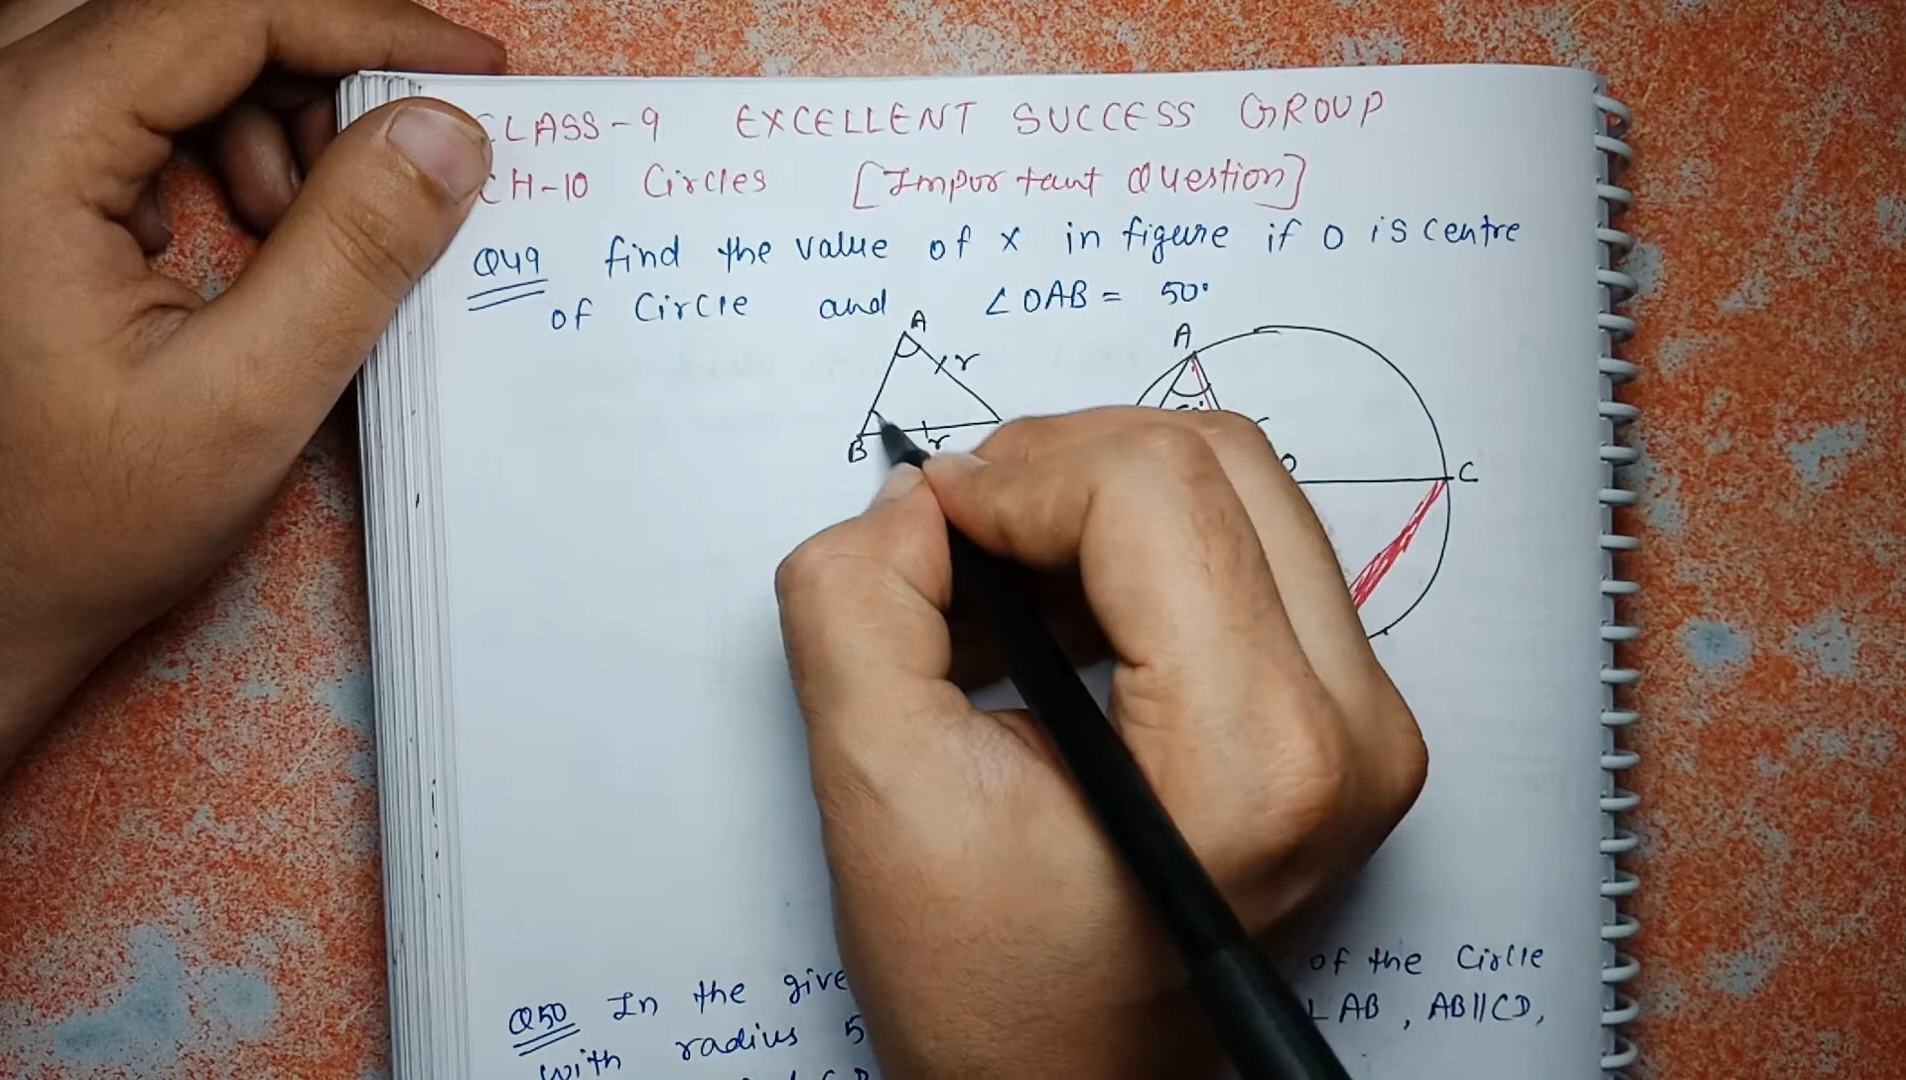 CLASS-9 EXCELLENT SUCCESS GROUP
CH-10 Circles [Important Question]
Q49 find the value of x in figure if O is centre
of Circle and ∠OAB = 50°
A
r
B
r
A
O
C
Q50 In the give of the Circle
with radius 5 ⊥ AB, AB||CD,